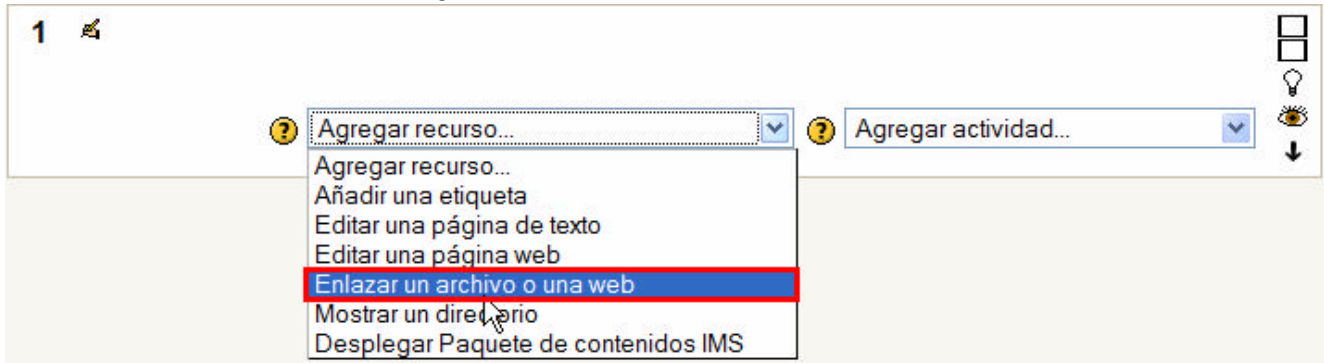 1
? Agregar recurso... ? Agregar actividad...
Agregar recurso...
Añadir una etiqueta
Editar una página de texto
Editar una página web
Enlazar un archivo o una web
Mostrar un directorio
Desplegar Paquete de contenidos IMS